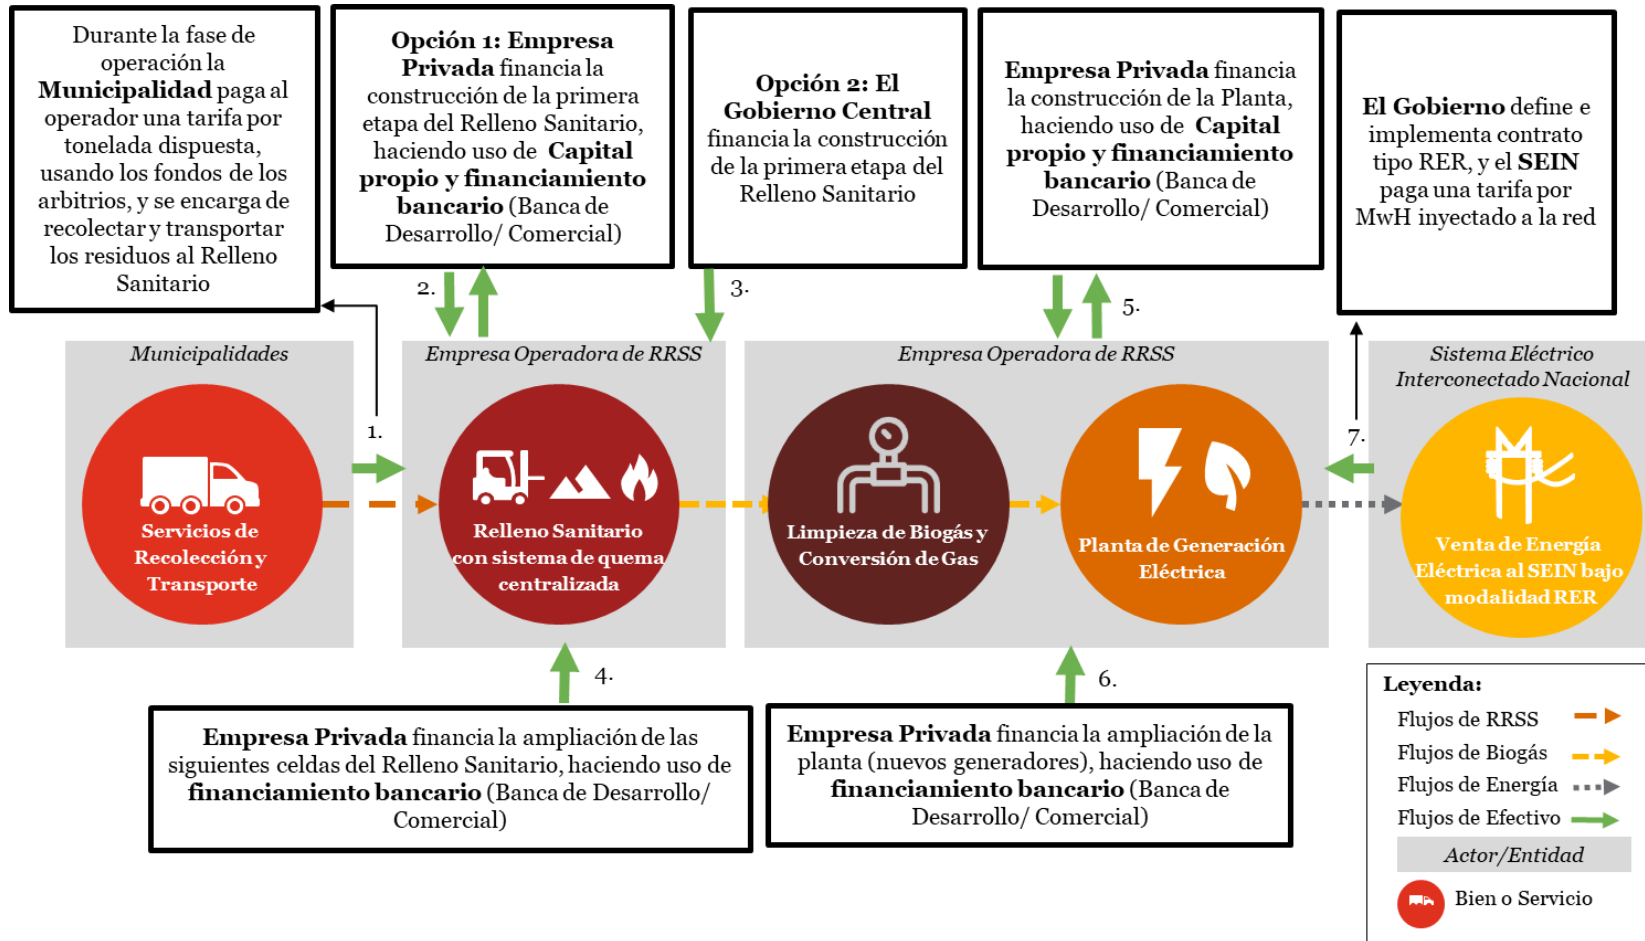 Durante la fase de
operación la
Municipalidad paga al
operador una tarifa por
tonelada dispuesta,
usando los fondos de los
arbitrios, y se encarga de
recolectar y transportar
los residuos al Relleno
Sanitario
Opción 1: Empresa
Privada financia la
construcción de la primera
etapa del Relleno Sanitario,
haciendo uso de Capital
propio y financiamiento
bancario (Banca de
Desarrollo/ Comercial)
Opción 2: El
Gobierno Central
financia la construcción
de la primera etapa del
Relleno Sanitario
Empresa Privada financia
la construcción de la Planta,
haciendo uso de Capital
propio y financiamiento
bancario (Banca de
Desarrollo/ Comercial)
El Gobierno define e
implementa contrato
tipo RER, y el SEIN
paga una tarifa por
MwH inyectado a la red
2.
3.
5.
Municipalidades
Empresa Operadora de RRSS
Empresa Operadora de RRSS
Sistema Eléctrico
Interconectado Nacional
1.
7.
Servicios de
Recolección y
Transporte
Relleno Sanitario
con sistema de quema
centralizada
Limpieza de Biogás y
Conversión de Gas
Planta de Generación
Eléctrica
Venta de Energía
Eléctrica al SEIN bajo
modalidad RER
4.
6.
Empresa Privada financia la ampliación de las
siguientes celdas del Relleno Sanitario, haciendo uso de
financiamiento bancario (Banca de Desarrollo/
Comercial)
Empresa Privada financia la ampliación de la
planta (nuevos generadores), haciendo uso de
financiamiento bancario (Banca de
Desarrollo/ Comercial)
Leyenda:
Flujos de RRSS
Flujos de Biogás
Flujos de Energía
Flujos de Efectivo
Actor/Entidad
Bien o Servicio